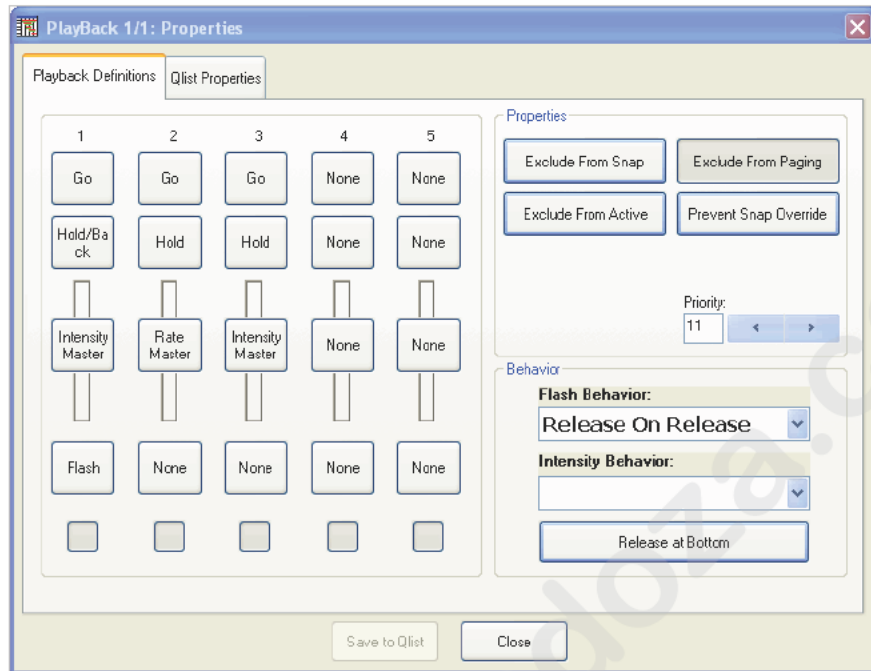 PlayBack 1/1: Properties
Playback Definitions
Qlist Properties
1 2 3 4 5
Go Go Go None None
Hold/Ba
ck
Hold Hold None None
Intensity
Master
Rate
Master
Intensity
Master
None None
Flash None None None None
Properties
Exclude From Snap
Exclude From Paging
Exclude From Active
Prevent Snap Override
Priority:
11
Behavior
Flash Behavior:
Release On Release
Intensity Behavior:
Release at Bottom
Save to Qlist
Close
doza.c